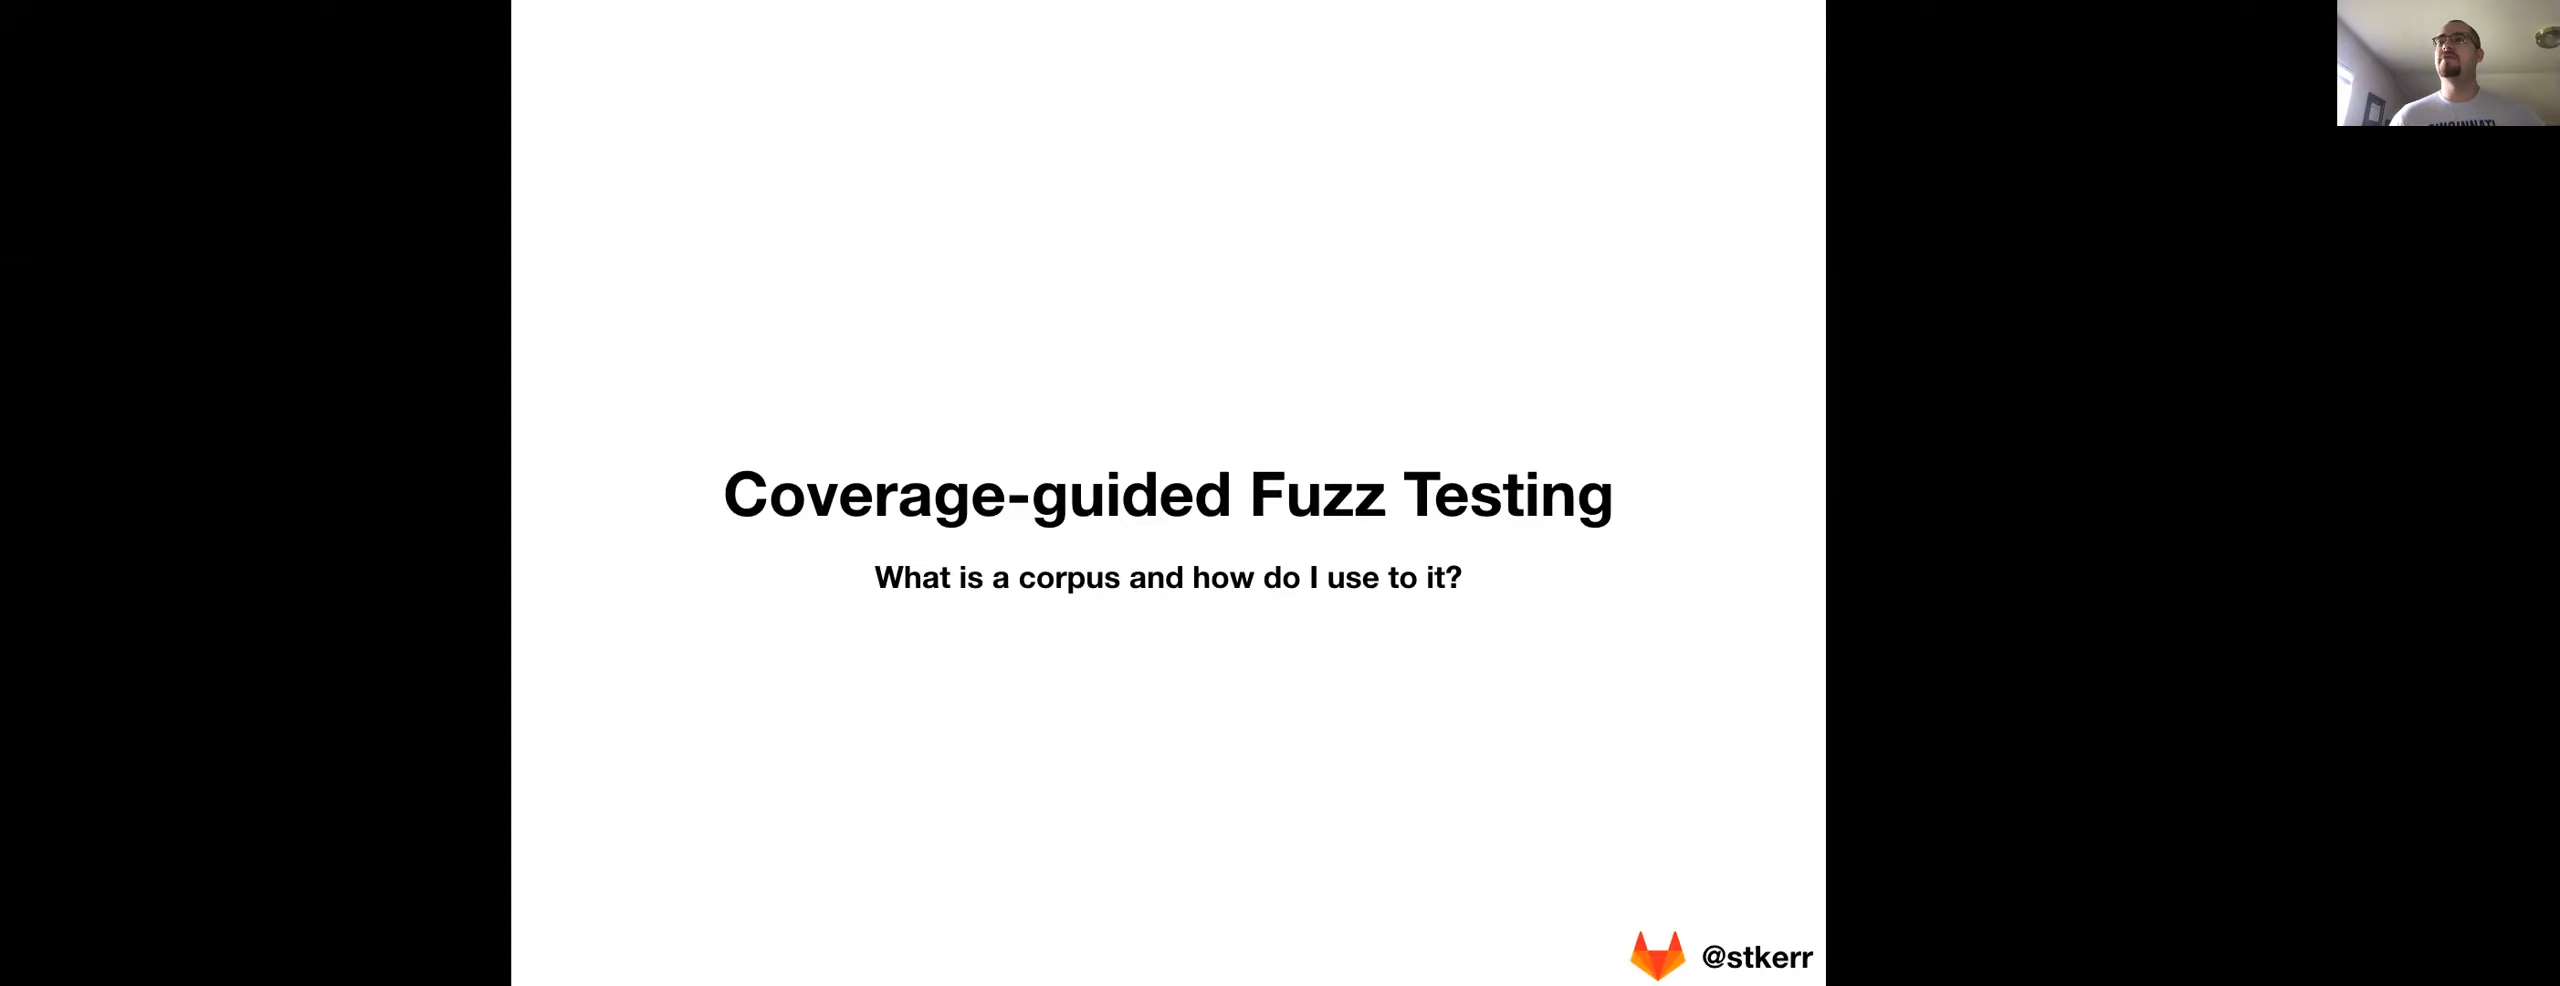 Coverage-guided Fuzz Testing
What is a corpus and how do I use to it?
@stkerr